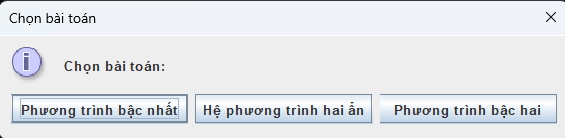 Chọn bài toán
Chọn bài toán:
Phương trình bậc nhất Hệ phương trình hai ẩn Phương trình bậc hai